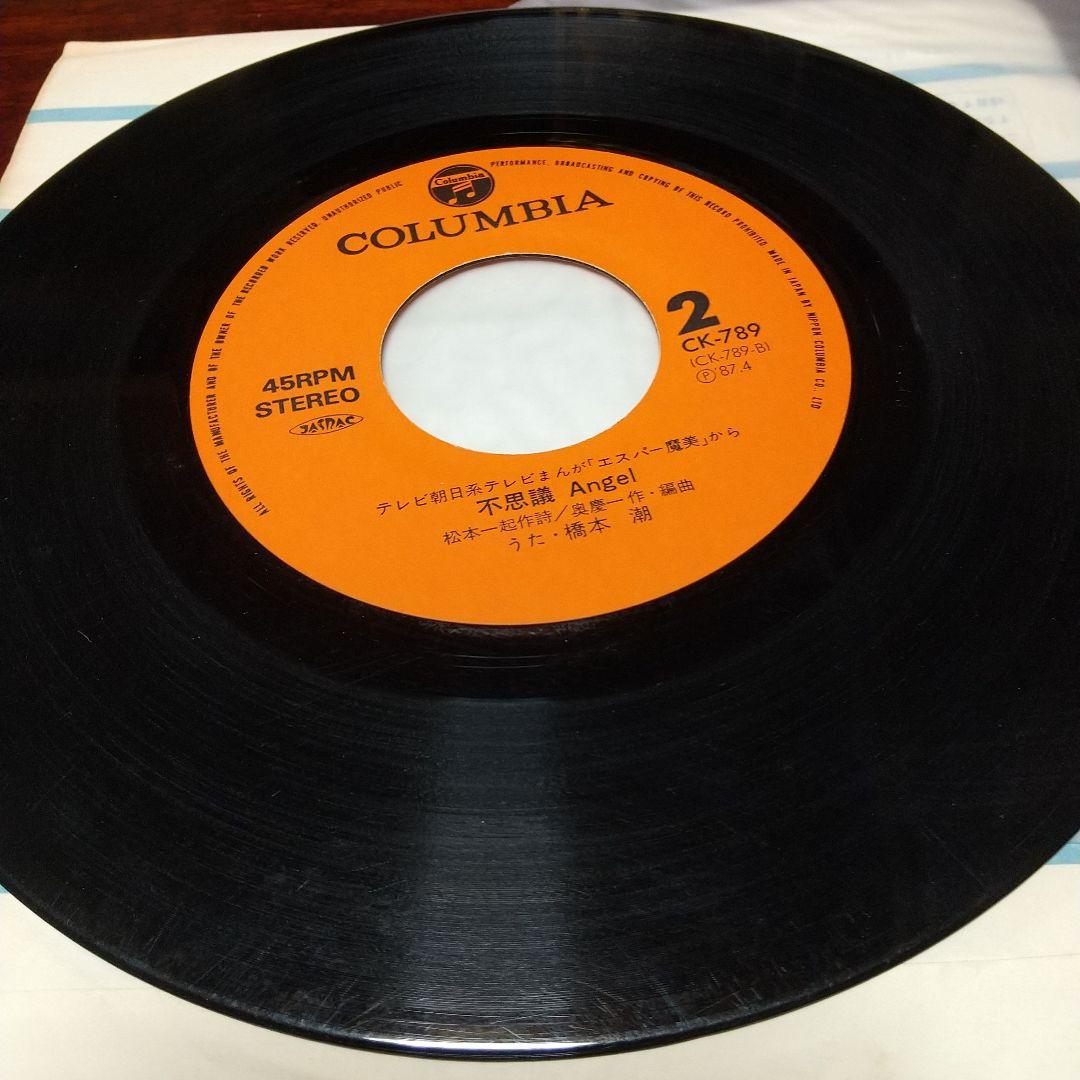 ALL RIGHTS OF THE MANUFACTURER AND OF THE OWNER OF THE RECORDED WORK RESERVED. UNAUTHORIZED PUBLIC PERFORMANCE, BROADCASTING AND COPYING OF THIS RECORD PROHIBITED. MADE IN JAPAN BY NIPPON COLUMBIA CO., LTD
Columbia
COLUMBIA
2
CK-789
(CK-789-B)
Ⓟ'87.4
45RPM
STEREO
JASRAC
テレビ朝日系テレビまんが「エスパー魔美」から
不思議 Angel
松本一起作詩/奥慶一作・編曲
うた・橋本 潮